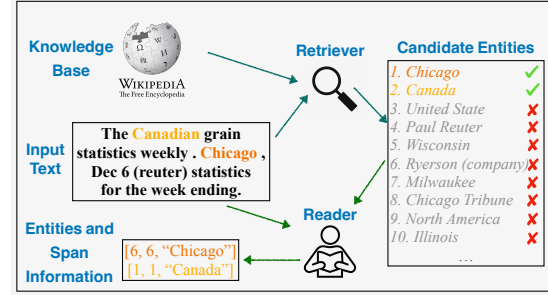 Knowledge
Base
WIKIPEDIA
The Free Encyclopedia
Retriever
Candidate Entities
1. Chicago
2. Canada
3. United State
4. Paul Reuter
5. Wisconsin
6. Ryerson (company)
7. Milwaukee
8. Chicago Tribune
9. North America
10. Illinois
...
Input
Text
The Canadian grain
statistics weekly . Chicago ,
Dec 6 (reuter) statistics
for the week ending.
Reader
Entities and
Span
Information
[6, 6, “Chicago”]
[1, 1, “Canada”]